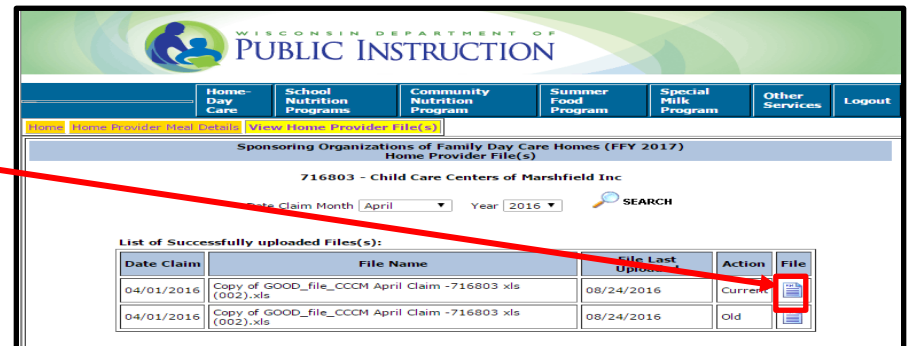 WISCONSIN DEPARTMENT OF
PUBLIC INSTRUCTION
Home-Day Care School Nutrition Programs Community Nutrition Program Summer Food Program Special Milk Program Other Services Logout
Home Home Provider Meal Details View Home Provider File(s)
Sponsoring Organizations of Family Day Care Homes (FFY 2017)
Home Provider File(s)
716803 - Child Care Centers of Marshfield Inc
Date Claim Month April Year 2016 SEARCH
List of Successfully uploaded Files(s):
Date Claim File Name File Last Uploaded Action File
04/01/2016 Copy of GOOD_file_CCCM April Claim -716803 xls (002).xls 08/24/2016 Current
04/01/2016 Copy of GOOD_file_CCCM April Claim -716803 xls (002).xls 08/24/2016 Old